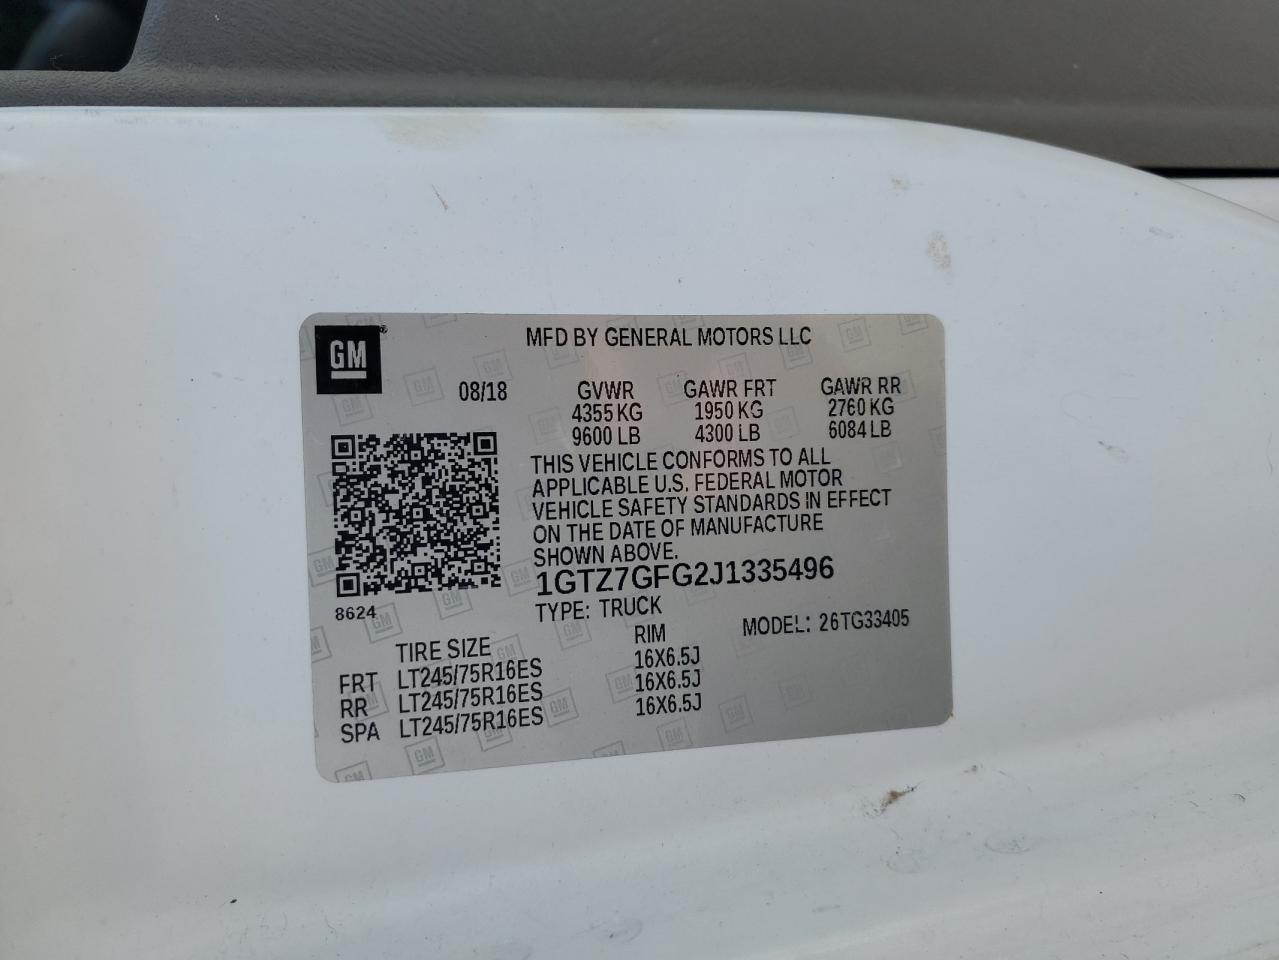 GM®
MFD BY GENERAL MOTORS LLC
08/18 GVWR GAWR FRT GAWR RR
4355 KG 1950 KG 2760 KG
9600 LB 4300 LB 6084 LB
THIS VEHICLE CONFORMS TO ALL
APPLICABLE U.S. FEDERAL MOTOR
VEHICLE SAFETY STANDARDS IN EFFECT
ON THE DATE OF MANUFACTURE
SHOWN ABOVE.
1GTZ7GFG2J1335496
8624
TYPE: TRUCK
MODEL: 26TG33405
TIRE SIZE RIM
FRT LT245/75R16ES 16X6.5J
RR LT245/75R16ES 16X6.5J
SPA LT245/75R16ES 16X6.5J